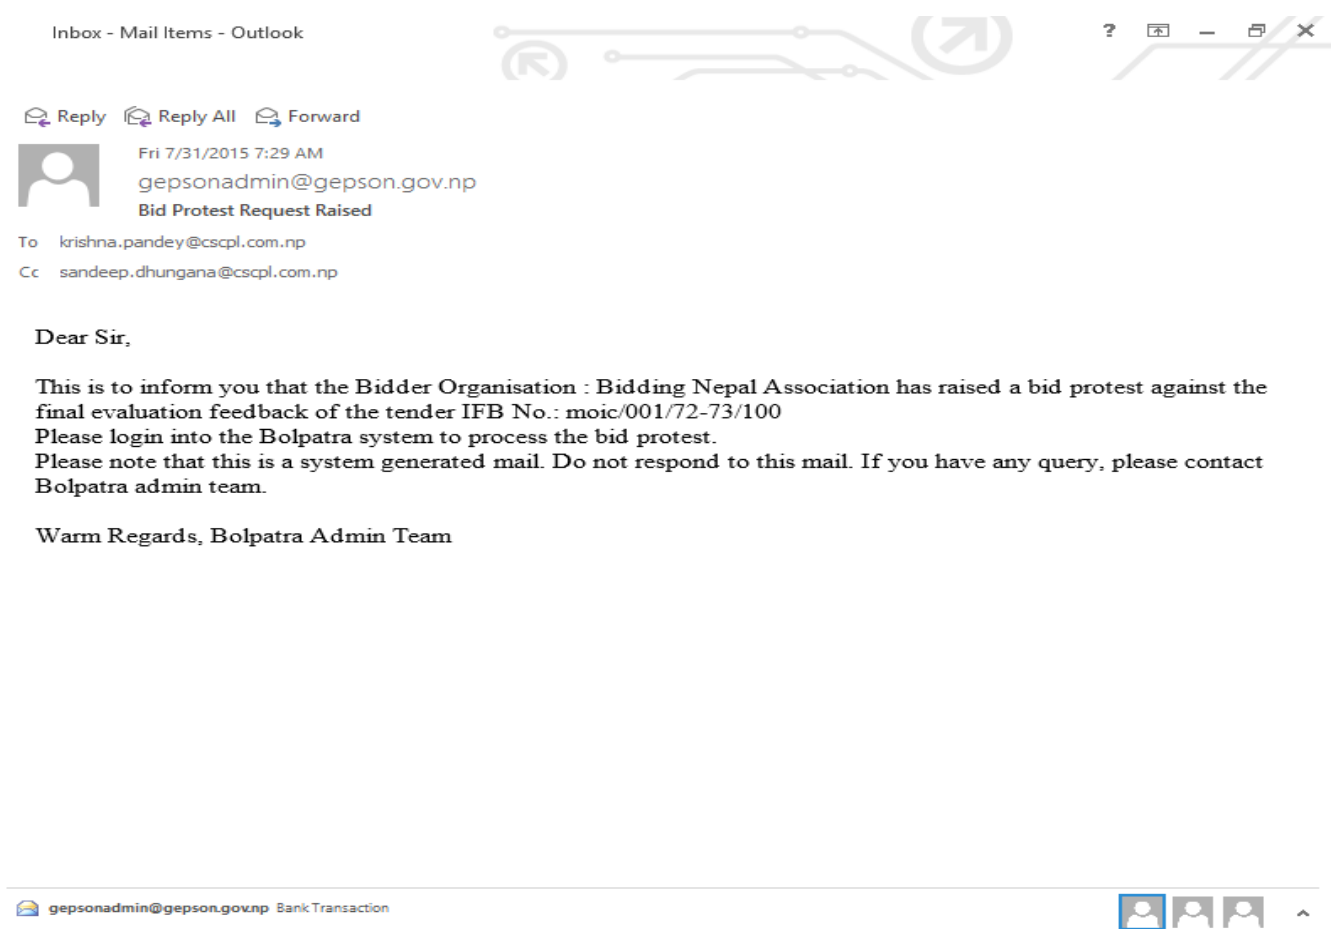 Inbox - Mail Items - Outlook
?
Reply Reply All Forward
Fri 7/31/2015 7:29 AM
gepsonadmin@gepson.gov.np
Bid Protest Request Raised
To krishna.pandey@cscpl.com.np
Cc sandeep.dhungana@cscpl.com.np
Dear Sir,
This is to inform you that the Bidder Organisation : Bidding Nepal Association has raised a bid protest against the
final evaluation feedback of the tender IFB No.: moic/001/72-73/100
Please login into the Bolpatra system to process the bid protest.
Please note that this is a system generated mail. Do not respond to this mail. If you have any query, please contact
Bolpatra admin team.
Warm Regards, Bolpatra Admin Team
gepsonadmin@gepson.gov.np Bank Transaction